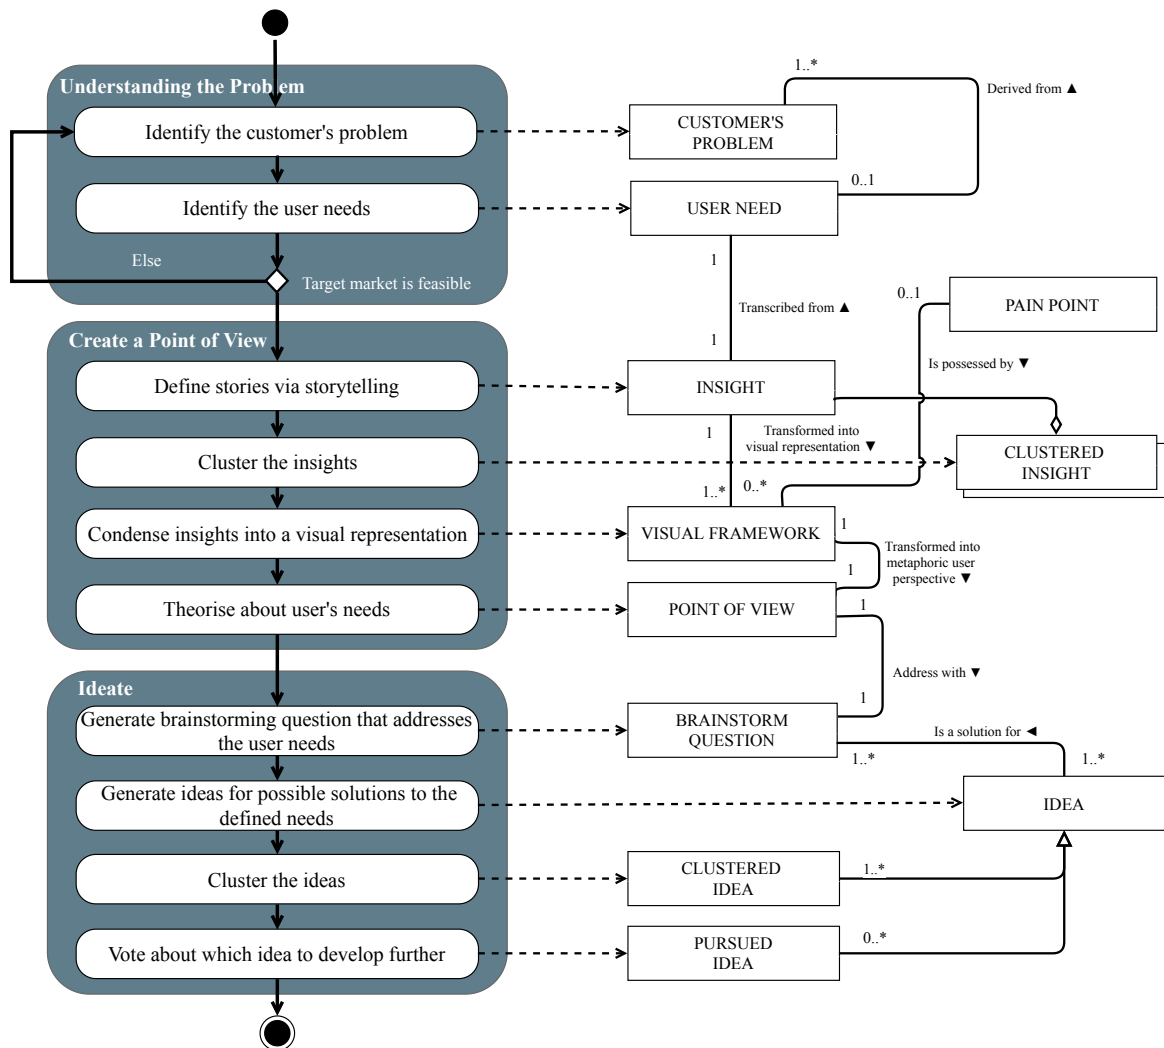 Understanding the Problem
Identify the customer's problem
Identify the user needs
Else
Target market is feasible
Create a Point of View
Define stories via storytelling
Cluster the insights
Condense insights into a visual representation
Theorise about user's needs
Ideate
Generate brainstorming question that addresses
the user needs
Generate ideas for possible solutions to the
defined needs
Cluster the ideas
Vote about which idea to develop further
1..*
Derived from ▲
CUSTOMER'S
PROBLEM
0..1
USER NEED
1
Transcribed from ▲
1
0..1
PAIN POINT
Is possessed by ▼
INSIGHT
1
Transformed into
visual representation ▼
CLUSTERED
INSIGHT
1..*
0..*
VISUAL FRAMEWORK
1
Transformed into
metaphoric user
perspective ▼
1
POINT OF VIEW
1
Address with ▼
1
BRAINSTORM
QUESTION
Is a solution for ◄
1..*
1..*
IDEA
CLUSTERED
IDEA
1..*
PURSUED
IDEA
0..*